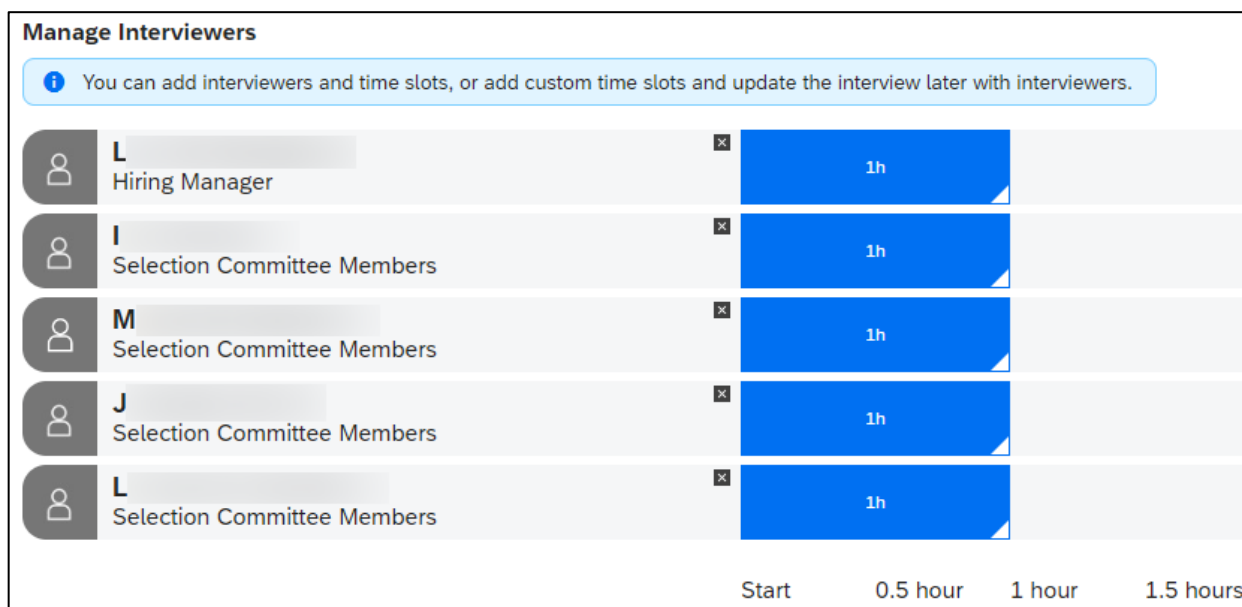 Manage Interviewers
You can add interviewers and time slots, or add custom time slots and update the interview later with interviewers.
L
1h
Hiring Manager
I
1h
Selection Committee Members
M
1h
Selection Committee Members
J
1h
Selection Committee Members
L
1h
Selection Committee Members
Start 0.5 hour 1 hour 1.5 hours